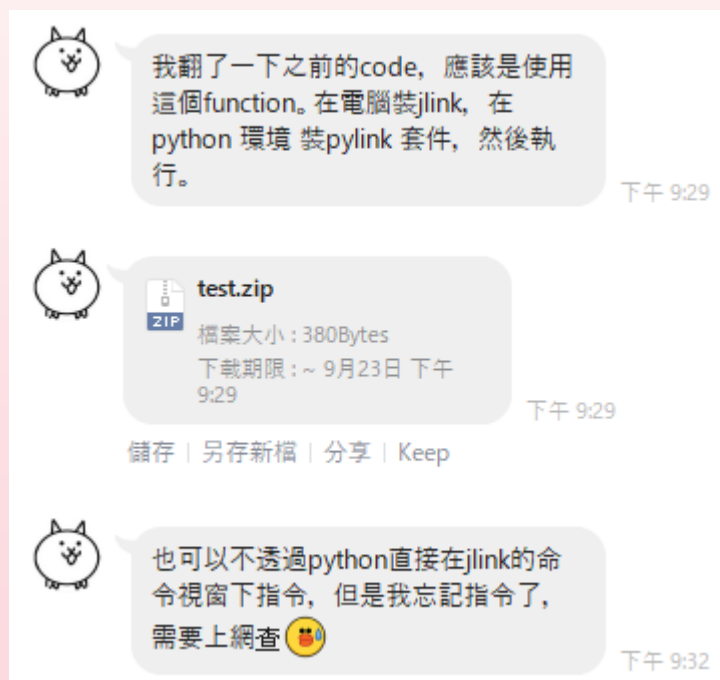 我翻了一下之前的code，應該是使用
這個function。在電腦裝jlink，在
python 環境 裝pylink 套件，然後執
行。
下午 9:29
test.zip
ZIP
檔案大小 : 380Bytes
下載期限 : ~ 9月23日 下午
9:29
下午 9:29
儲存 | 另存新檔 | 分享 | Keep
也可以不透過python直接在jlink的命
令視窗下指令，但是我忘記指令了，
需要上網查
下午 9:32